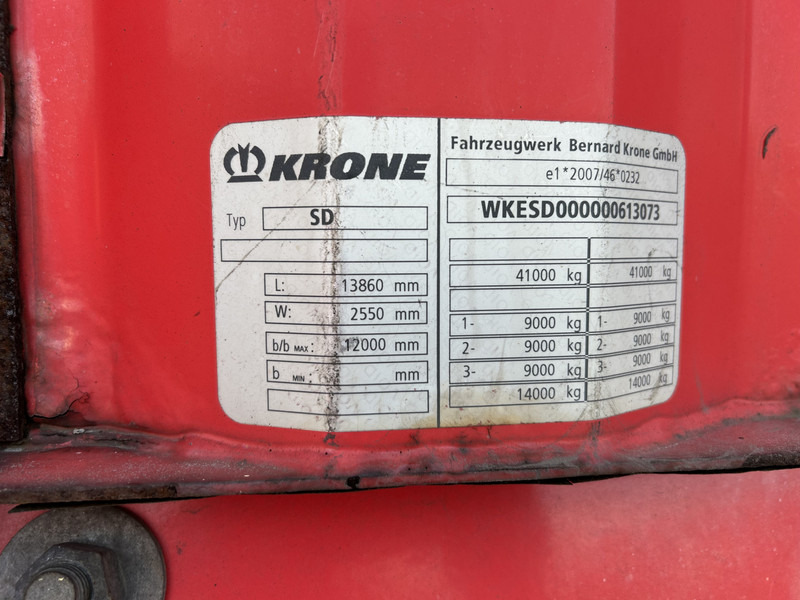 KRONE
Typ SD
L: 13860 mm
W: 2550 mm
b/b MAX: 12000 mm
b MIN: mm
Fahrzeugwerk Bernard Krone GmbH
e1*2007/46*0232
WKESD000000613073
41000 kg 41000 kg
1- 9000 kg 1- 9000 kg
2- 9000 kg 2- 9000 kg
3- 9000 kg 3- 9000 kg
14000 kg 14000 kg